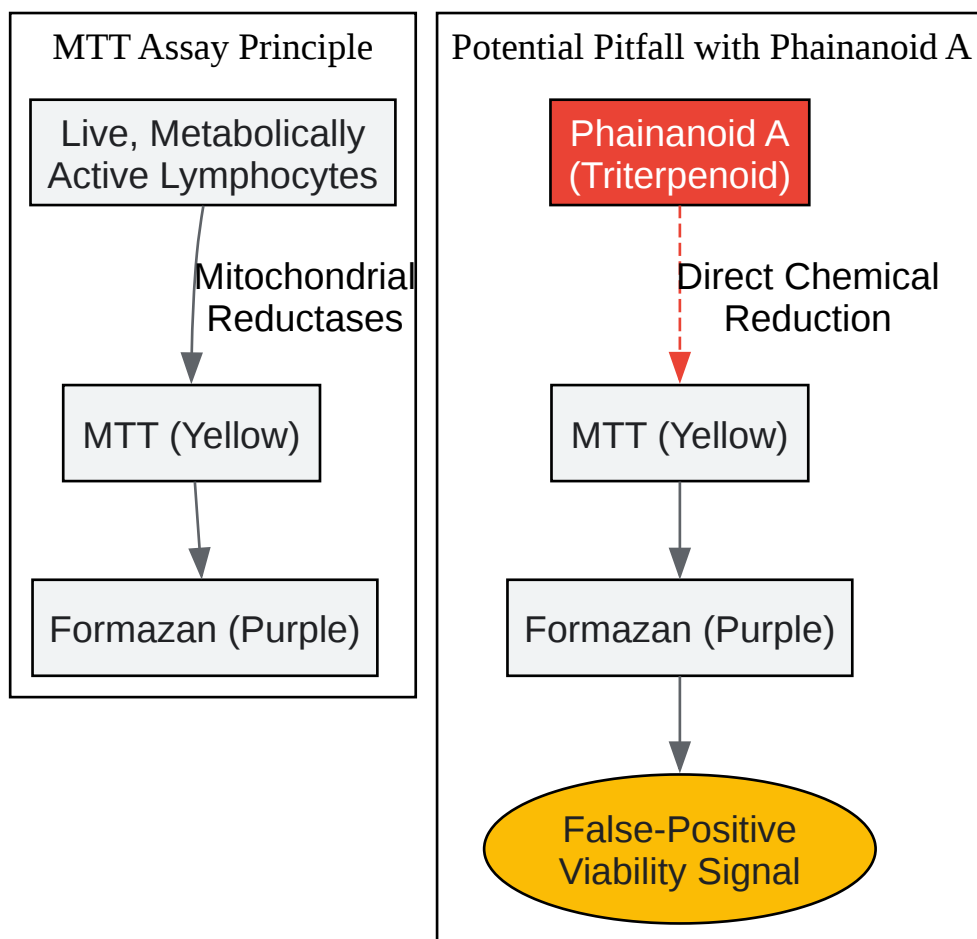 MTT Assay Principle
Live, Metabolically
Active Lymphocytes
Mitochondrial
Reductases
MTT (Yellow)
Formazan (Purple)
Potential Pitfall with Phainanoid A
Phainanoid A
(Triterpenoid)
Direct Chemical
Reduction
MTT (Yellow)
Formazan (Purple)
False-Positive
Viability Signal